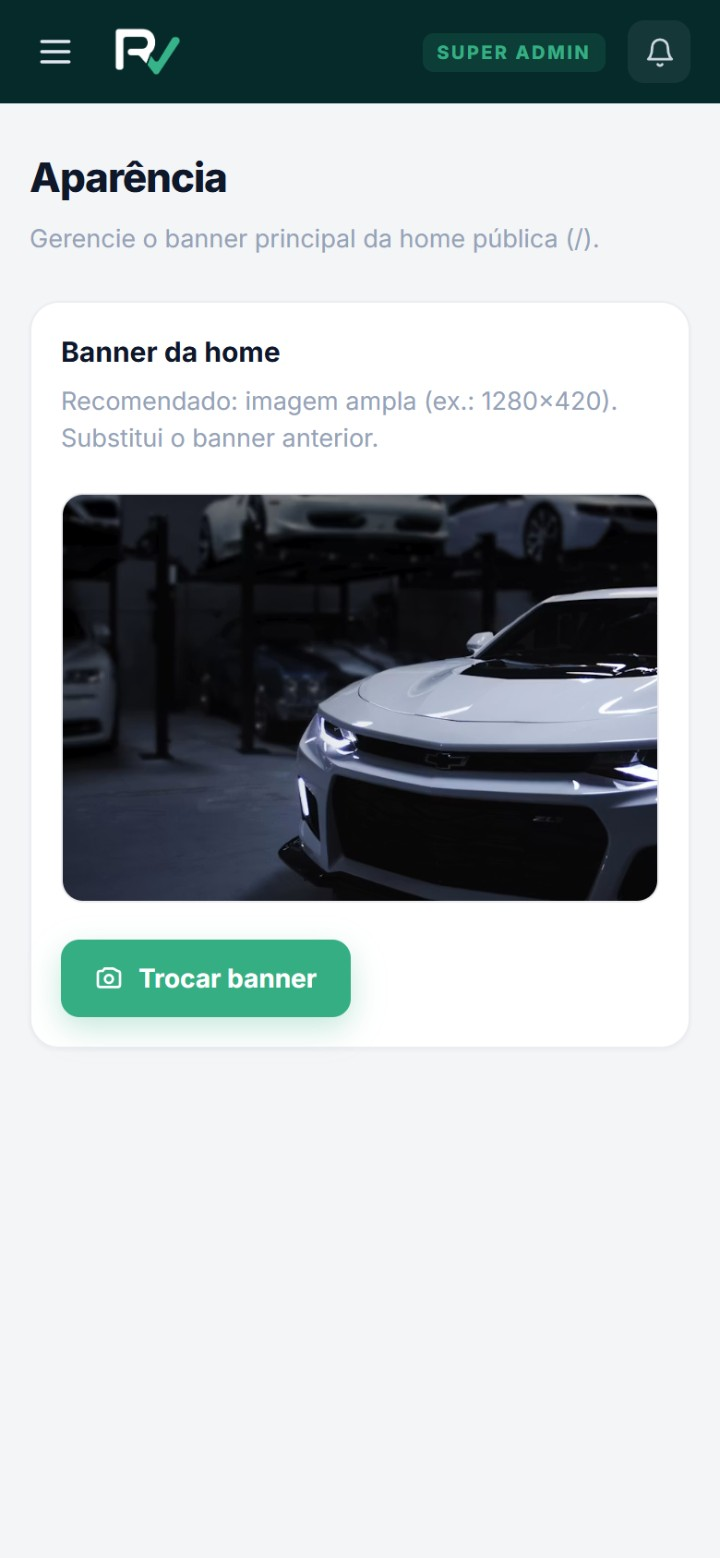 SUPER ADMIN
Aparência
Gerencie o banner principal da home pública (/).
Banner da home
Recomendado: imagem ampla (ex.: 1280×420).
Substitui o banner anterior.
ZL1
Trocar banner